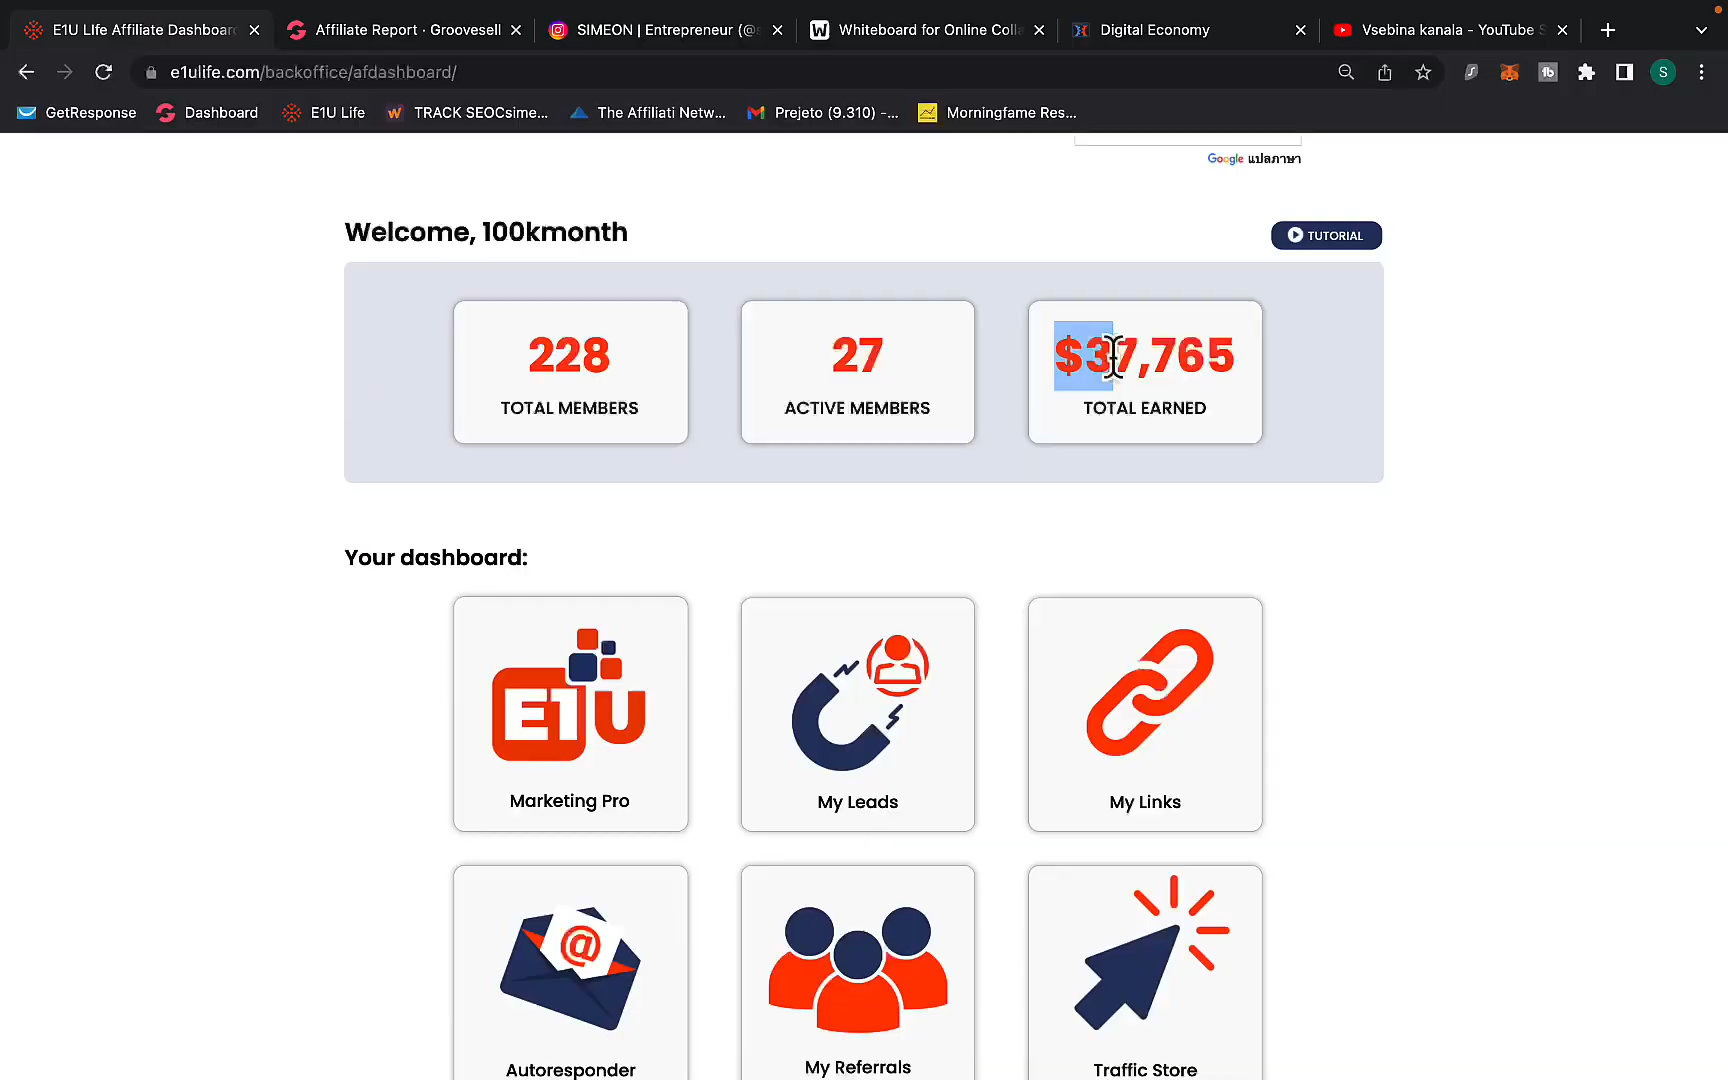 E1U LIfe Affiliate Dashboar
Affiliate Report · Groovesell
SIMEON | Entrepreneur (@s
Whiteboard for Online Colla
Digital Economy
Vsebina kanala - YouTube S
e1ulife.com/backoffice/afdashboard/
S
GetResponse
Dashboard
E1U Life
TRACK SEOCsime...
The Affiliati Netw...
Prejeto (9.310) -...
Morningfame Res...
Google แปลภาษา
Welcome, 100kmonth
TUTORIAL
228
TOTAL MEMBERS
27
ACTIVE MEMBERS
$37,765
TOTAL EARNED
Your dashboard:
E1U
Marketing Pro
My Leads
My Links
@
Autoresponder
My Referrals
Traffic Store